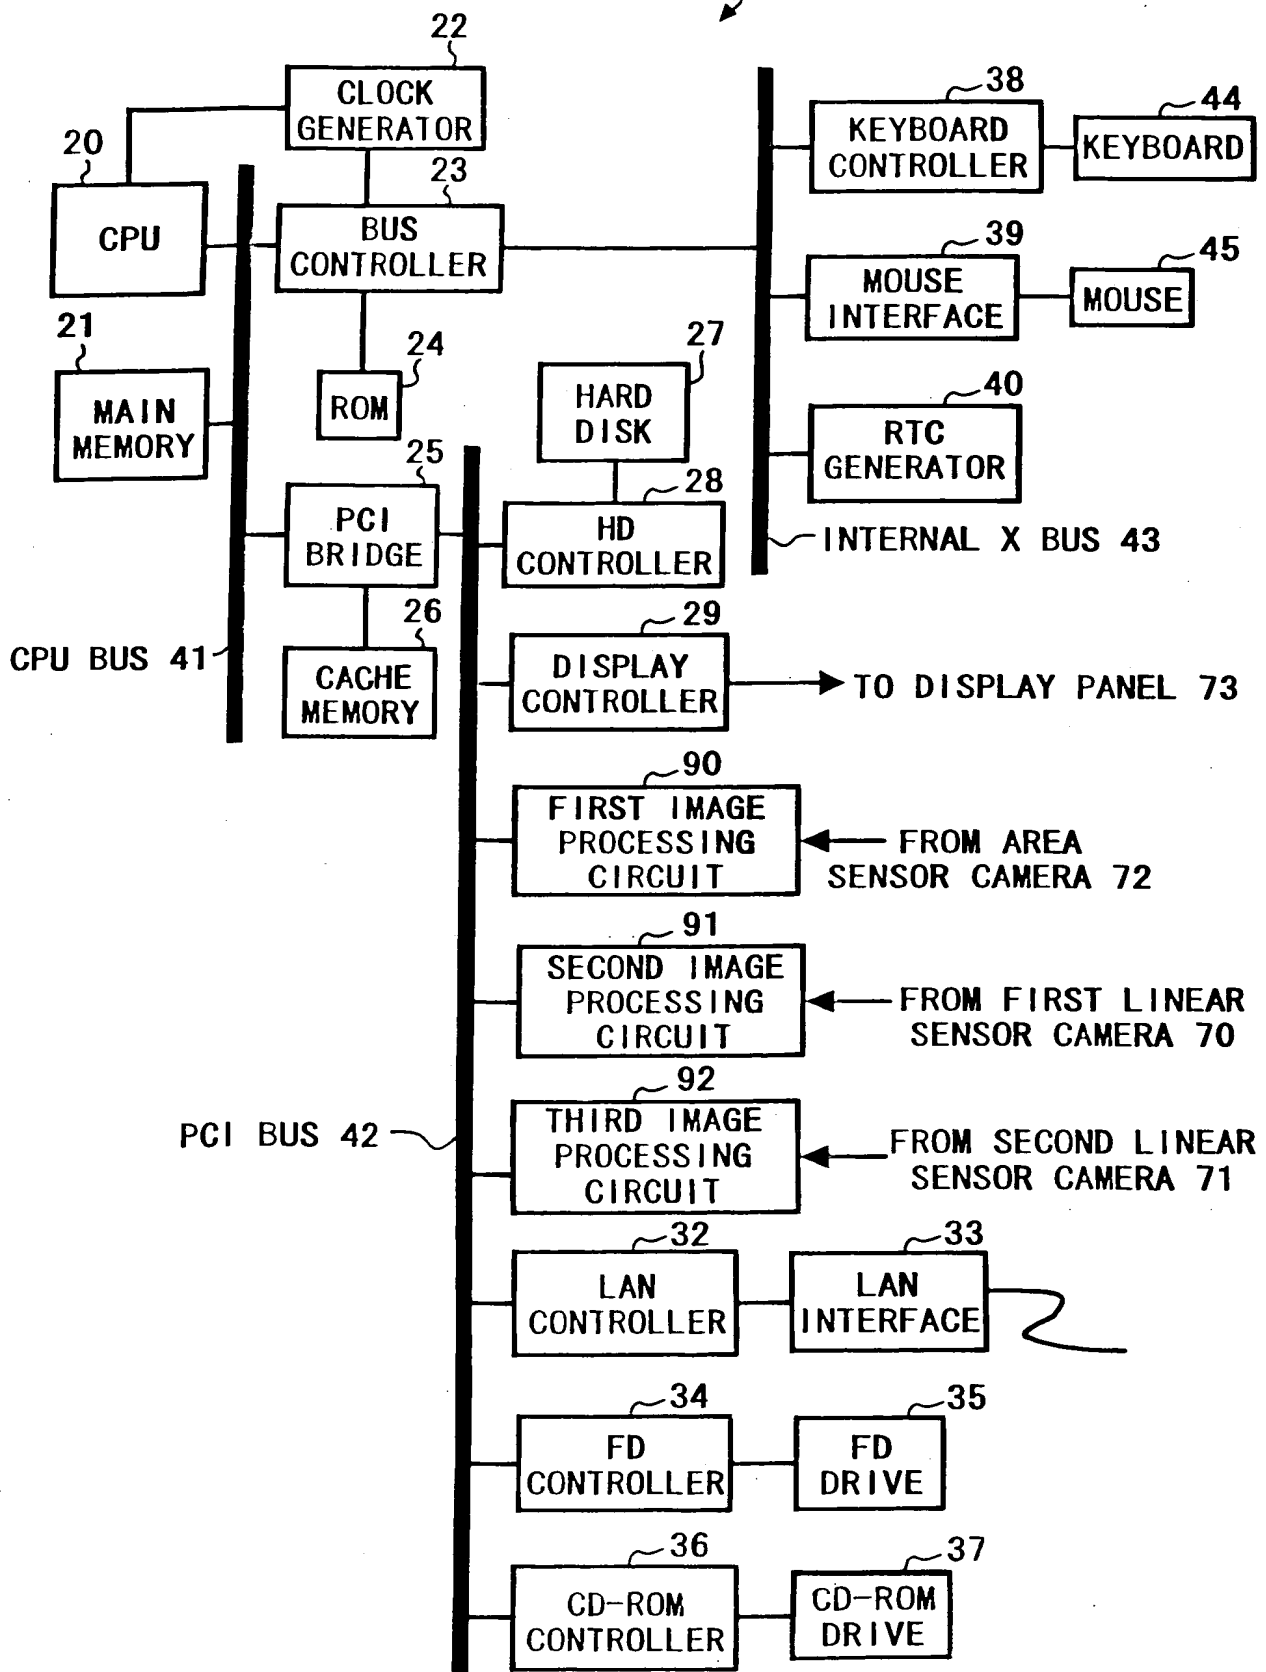 22
CLOCK
GENERATOR
20
CPU
23
BUS
CONTROLLER
21
MAIN
MEMORY
24
ROM
25
PCI
BRIDGE
26
CACHE
MEMORY
CPU BUS 41
27
HARD
DISK
28
HD
CONTROLLER
38
KEYBOARD
CONTROLLER
44
KEYBOARD
39
MOUSE
INTERFACE
45
MOUSE
40
RTC
GENERATOR
INTERNAL X BUS 43
29
DISPLAY
CONTROLLER
TO DISPLAY PANEL 73
90
FIRST IMAGE
PROCESSING
CIRCUIT
FROM AREA
SENSOR CAMERA 72
91
SECOND IMAGE
PROCESSING
CIRCUIT
FROM FIRST LINEAR
SENSOR CAMERA 70
PCI BUS 42
92
THIRD IMAGE
PROCESSING
CIRCUIT
FROM SECOND LINEAR
SENSOR CAMERA 71
32
LAN
CONTROLLER
33
LAN
INTERFACE
34
FD
CONTROLLER
35
FD
DRIVE
36
CD-ROM
CONTROLLER
37
CD-ROM
DRIVE